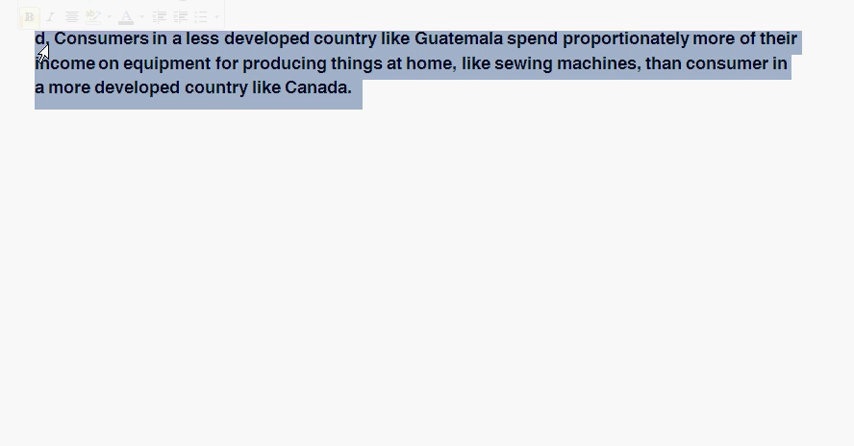 d. Consumers in a less developed country like Guatemala spend proportionately more of their
income on equipment for producing things at home, like sewing machines, than consumer in
a more developed country like Canada.